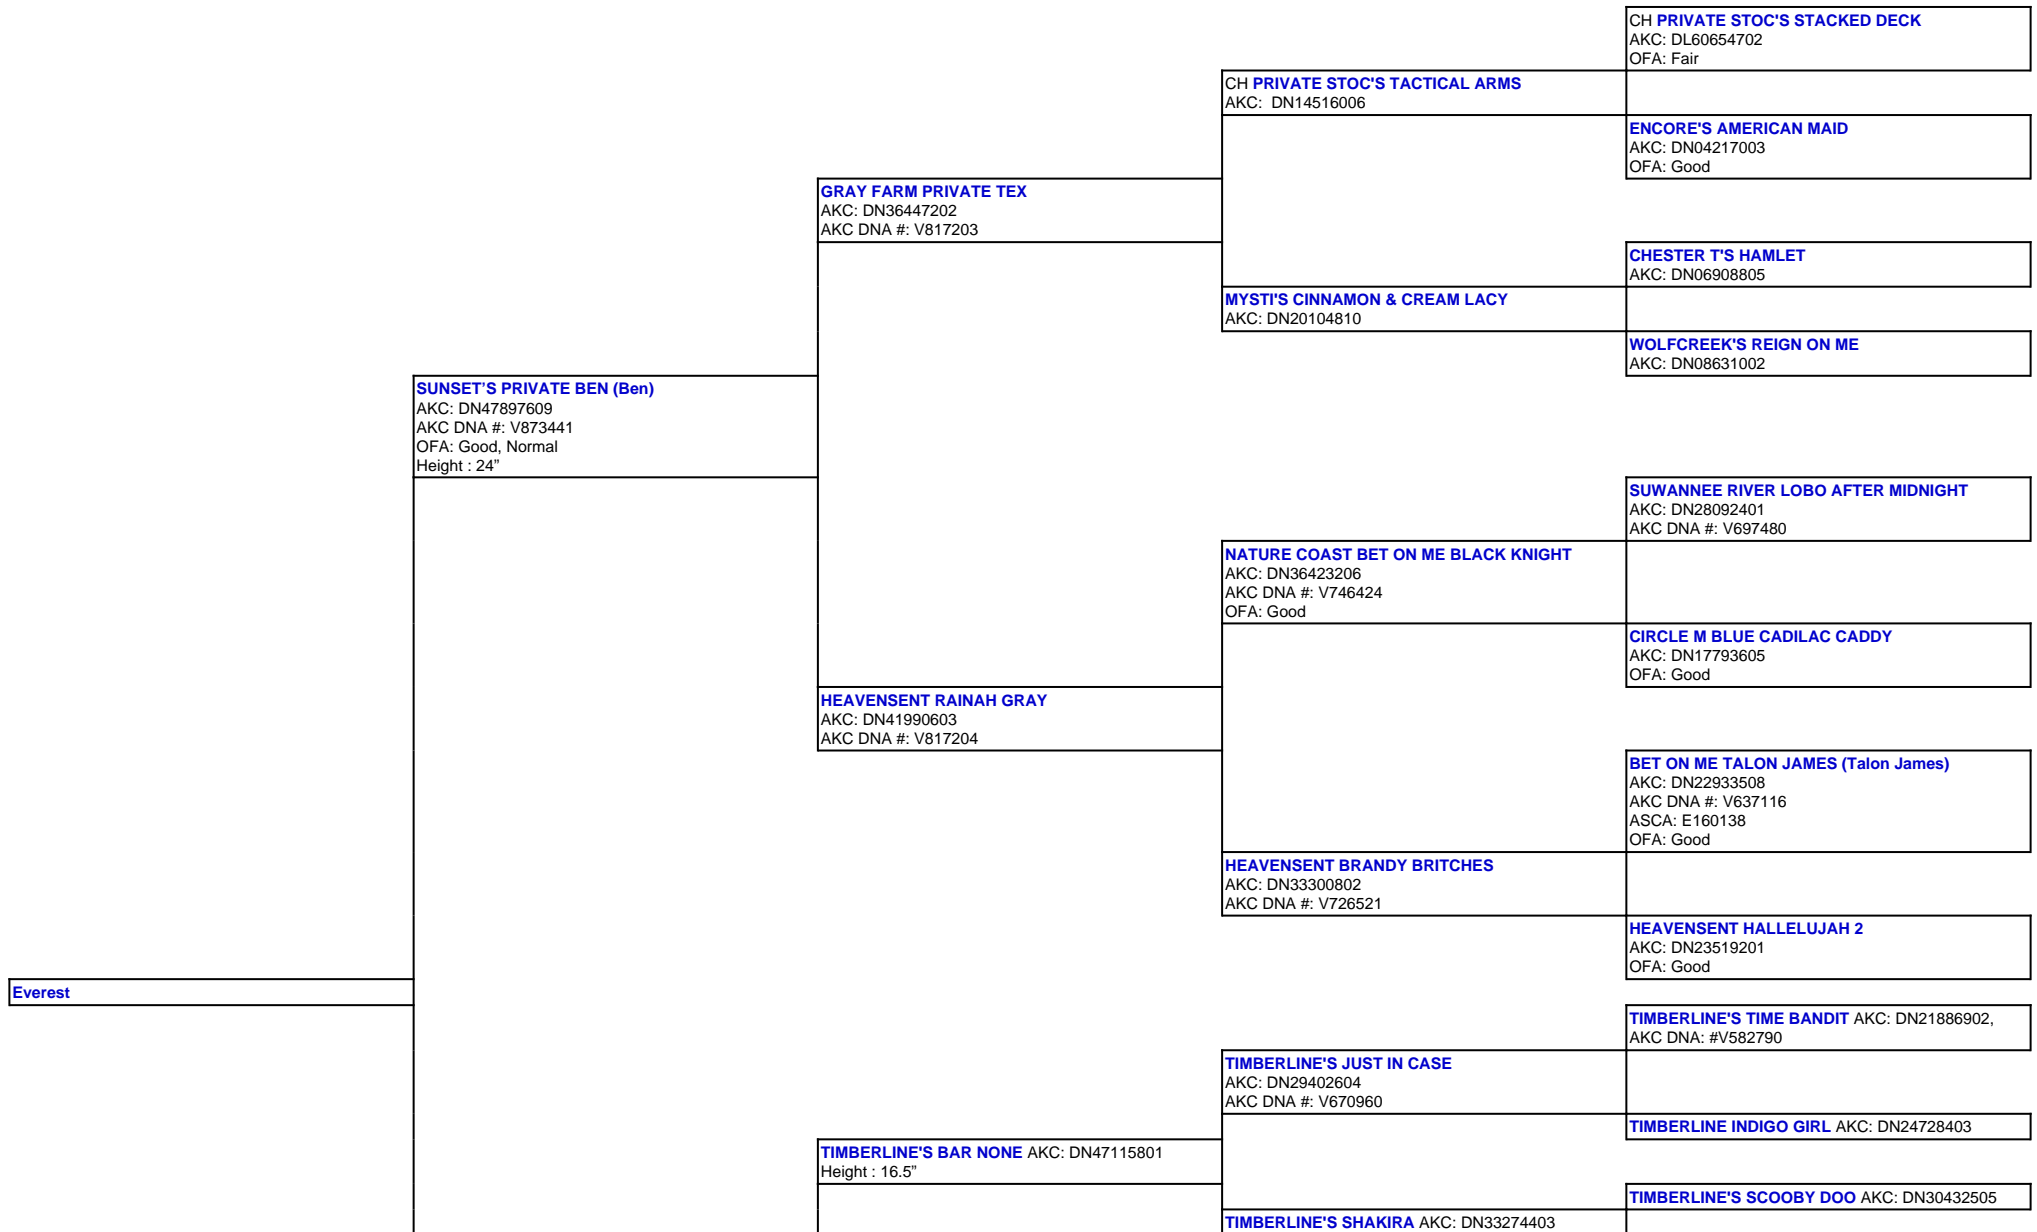 CH PRIVATE STOC'S STACKED DECK
AKC: DL60654702
OFA: Fair
CH PRIVATE STOC'S TACTICAL ARMS
AKC:  DN14516006
ENCORE'S AMERICAN MAID
AKC: DN04217003
OFA: Good
GRAY FARM PRIVATE TEX
AKC: DN36447202
AKC DNA #: V817203
CHESTER T'S HAMLET
AKC: DN06908805
MYSTI'S CINNAMON & CREAM LACY
AKC: DN20104810
WOLFCREEK'S REIGN ON ME
AKC: DN08631002
SUNSET’S PRIVATE BEN (Ben)
AKC: DN47897609
AKC DNA #: V873441
OFA: Good, Normal
Height : 24”
SUWANNEE RIVER LOBO AFTER MIDNIGHT
AKC: DN28092401
AKC DNA #: V697480
NATURE COAST BET ON ME BLACK KNIGHT
AKC: DN36423206
AKC DNA #: V746424
OFA: Good
CIRCLE M BLUE CADILAC CADDY
AKC: DN17793605
OFA: Good
HEAVENSENT RAINAH GRAY
AKC: DN41990603
AKC DNA #: V817204
BET ON ME TALON JAMES (Talon James)
AKC: DN22933508
AKC DNA #: V637116
ASCA: E160138
OFA: Good
HEAVENSENT BRANDY BRITCHES
AKC: DN33300802
AKC DNA #: V726521
HEAVENSENT HALLELUJAH 2
AKC: DN23519201
OFA: Good
Everest
TIMBERLINE'S TIME BANDIT AKC: DN21886902,
AKC DNA: #V582790
TIMBERLINE'S JUST IN CASE
AKC: DN29402604
AKC DNA #: V670960
TIMBERLINE INDIGO GIRL AKC: DN24728403
TIMBERLINE'S BAR NONE AKC: DN47115801
Height : 16.5”
TIMBERLINE'S SCOOBY DOO AKC: DN30432505
TIMBERLINE'S SHAKIRA AKC: DN33274403